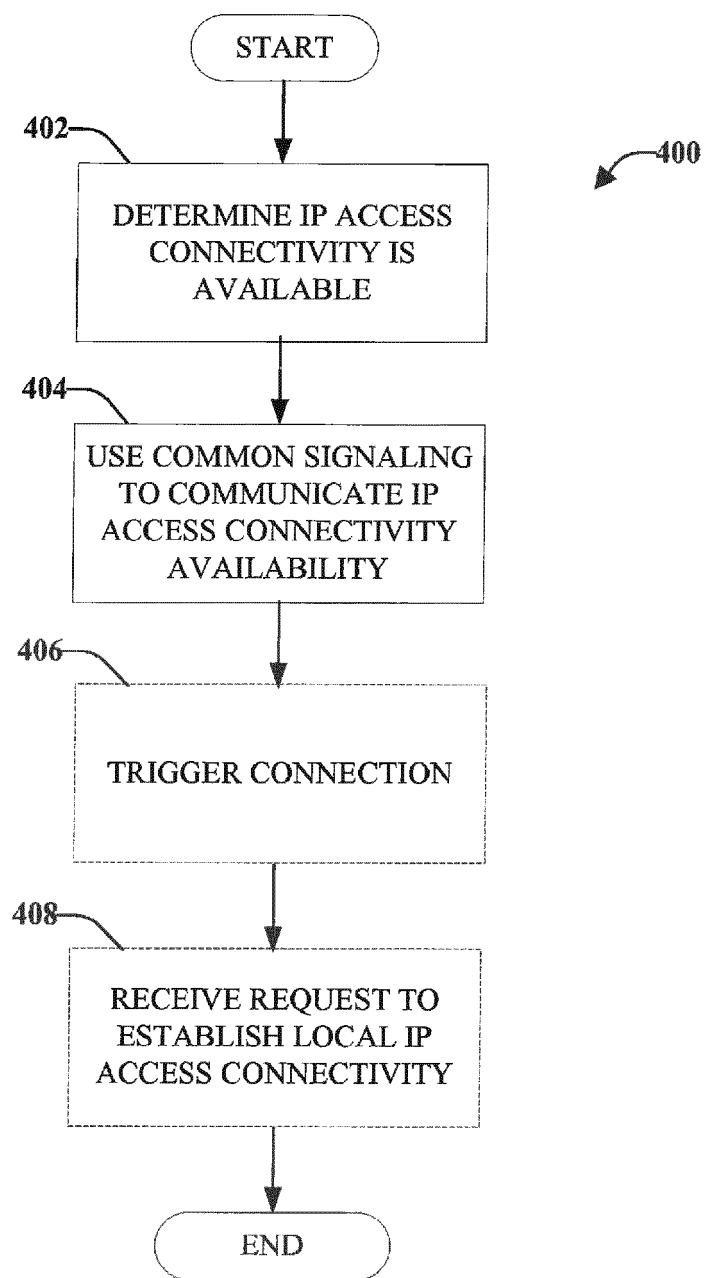 START
402
400
DETERMINE IP ACCESS
CONNECTIVITY IS
AVAILABLE
404
USE COMMON SIGNALING
TO COMMUNICATE IP
ACCESS CONNECTIVITY
AVAILABILITY
406
TRIGGER CONNECTION
408
RECEIVE REQUEST TO
ESTABLISH LOCAL IP
ACCESS CONNECTIVITY
END